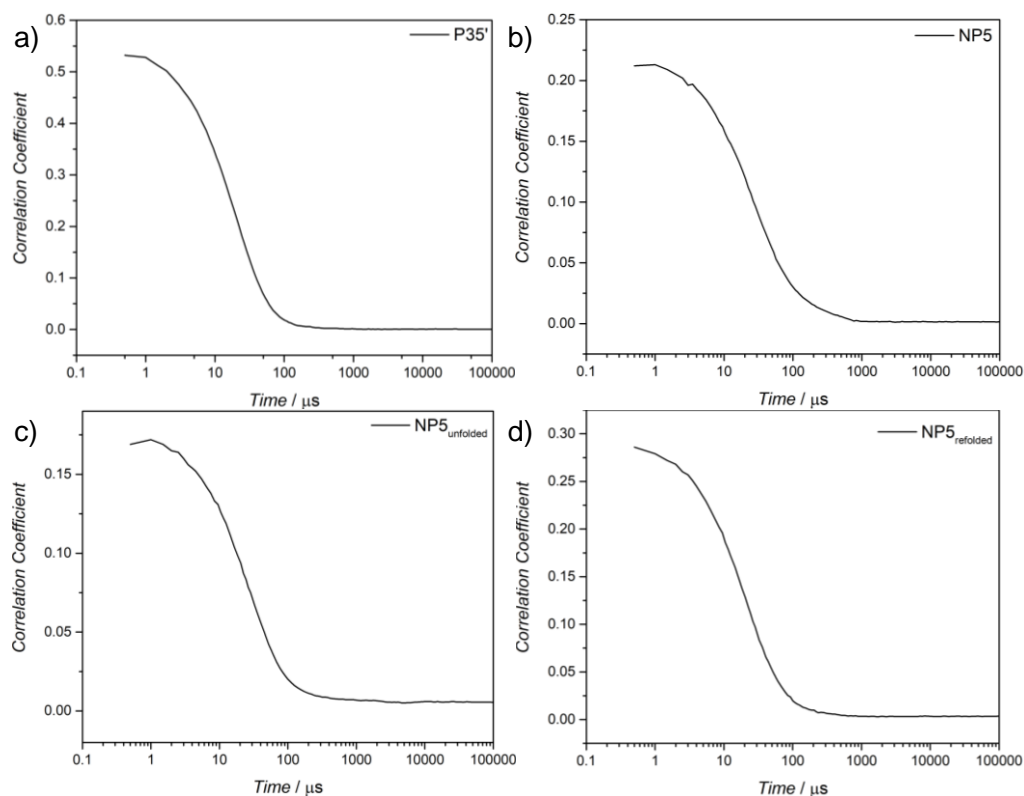 a)
P35'
Correlation Coefficient
0.6
0.5
0.4
0.3
0.2
0.1
0.0
0.1 1 10 100 1000 10000 100000
Time / μs
b)
NP5
Correlation Coefficient
0.25
0.20
0.15
0.10
0.05
0.00
0.1 1 10 100 1000 10000 100000
Time / μs
c)
NP5unfolded
Correlation Coefficient
0.15
0.10
0.05
0.00
0.1 1 10 100 1000 10000 100000
Time / μs
d)
NP5refolded
Correlation Coefficient
0.30
0.25
0.20
0.15
0.10
0.05
0.00
0.1 1 10 100 1000 10000 100000
Time / μs